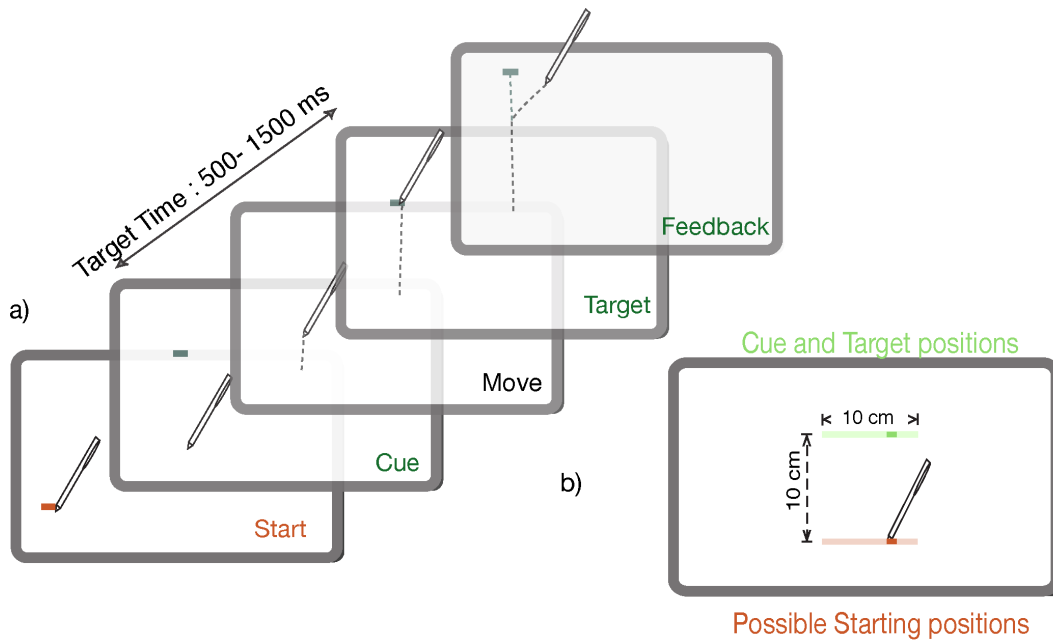 Target Time : 500- 1500 ms
a)
Start
Cue
Move
Target
Feedback
b)
Cue and Target positions
10 cm
10 cm
Possible Starting positions